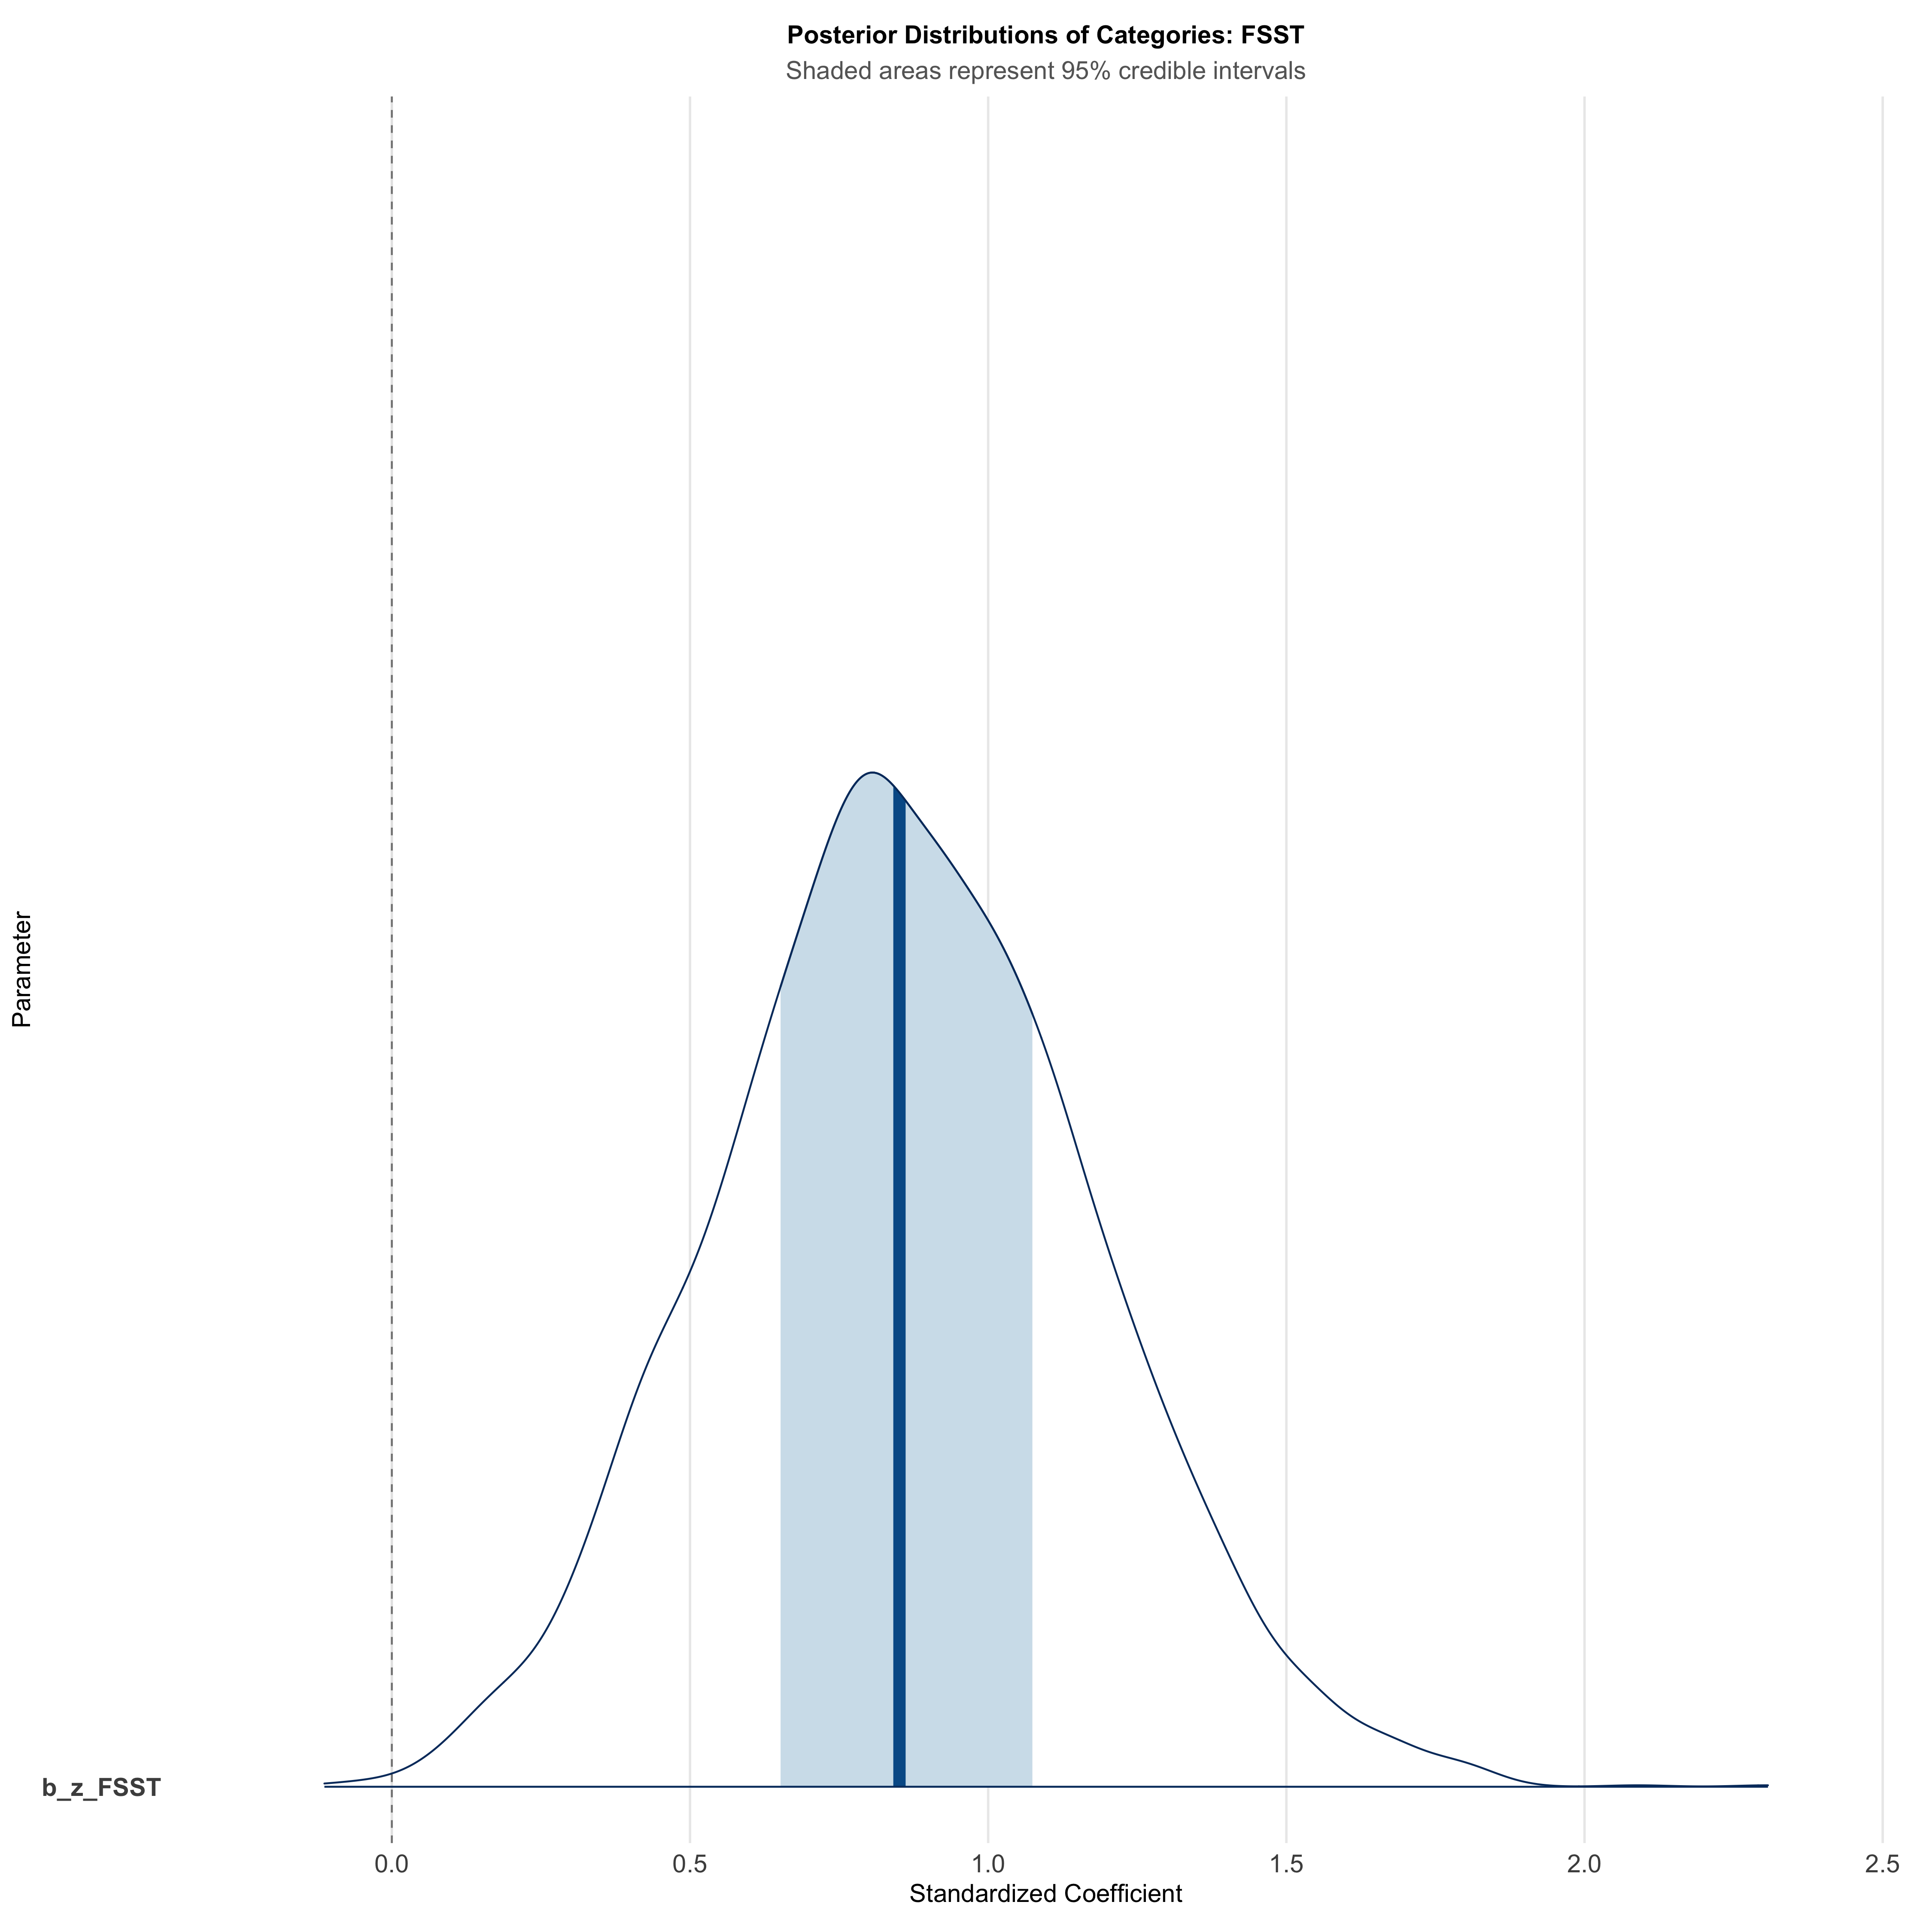 Posterior Distributions of Categories: FSST
Shaded areas represent 95% credible intervals
Parameter
b_z_FSST
0.0 0.5 1.0 1.5 2.0 2.5
Standardized Coefficient